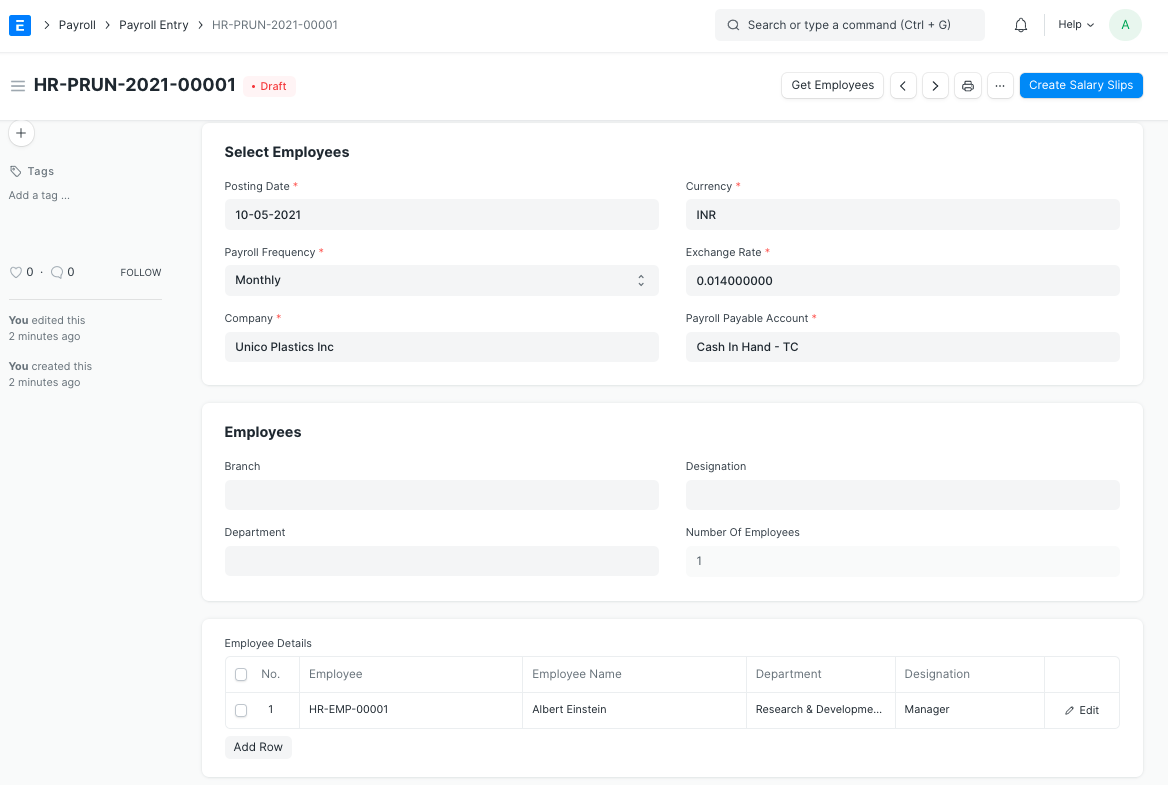 E Payroll Payroll Entry HR-PRUN-2021-00001 Search or type a command (Ctrl + G) Help A
HR-PRUN-2021-00001 • Draft Get Employees ··· Create Salary Slips
Tags
Add a tag ...
0 · 0 FOLLOW
You edited this
2 minutes ago
You created this
2 minutes ago
Select Employees
Posting Date * Currency *
10-05-2021 INR
Payroll Frequency * Exchange Rate *
Monthly 0.014000000
Company * Payroll Payable Account *
Unico Plastics Inc Cash In Hand - TC
Employees
Branch Designation
Department Number Of Employees
1
Employee Details
No. Employee Employee Name Department Designation
1 HR-EMP-00001 Albert Einstein Research & Developme... Manager Edit
Add Row